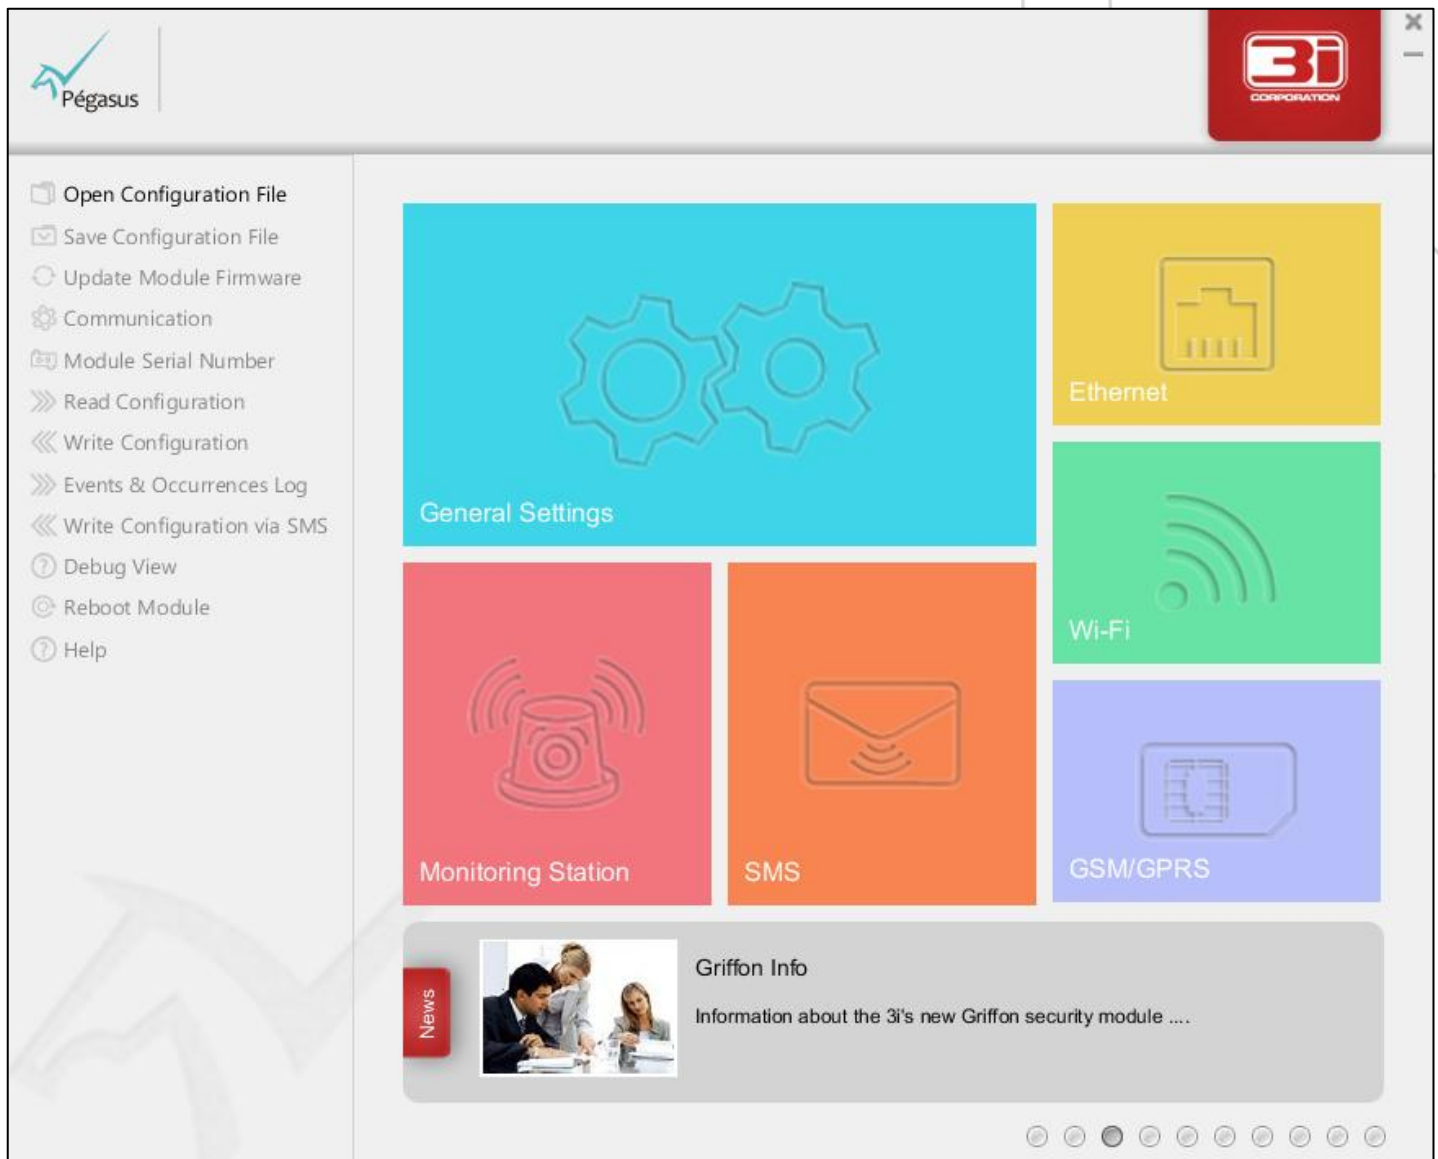 Pégasus
3i
CORPORATION
Open Configuration File
Save Configuration File
Update Module Firmware
Communication
Module Serial Number
Read Configuration
Write Configuration
Events & Occurrences Log
Write Configuration via SMS
Debug View
Reboot Module
Help
General Settings
Ethernet
Wi-Fi
Monitoring Station
SMS
GSM/GPRS
News
Griffon Info
Information about the 3i's new Griffon security module ....